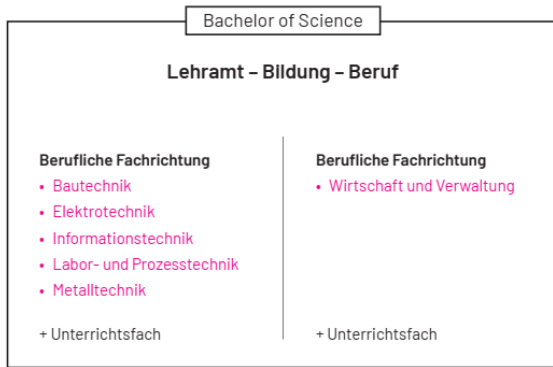 Bachelor of Science
Lehramt – Bildung – Beruf
Berufliche Fachrichtung
• Bautechnik
• Elektrotechnik
• Informationstechnik
• Labor- und Prozesstechnik
• Metalltechnik
+ Unterrichtsfach
Berufliche Fachrichtung
• Wirtschaft und Verwaltung
+ Unterrichtsfach